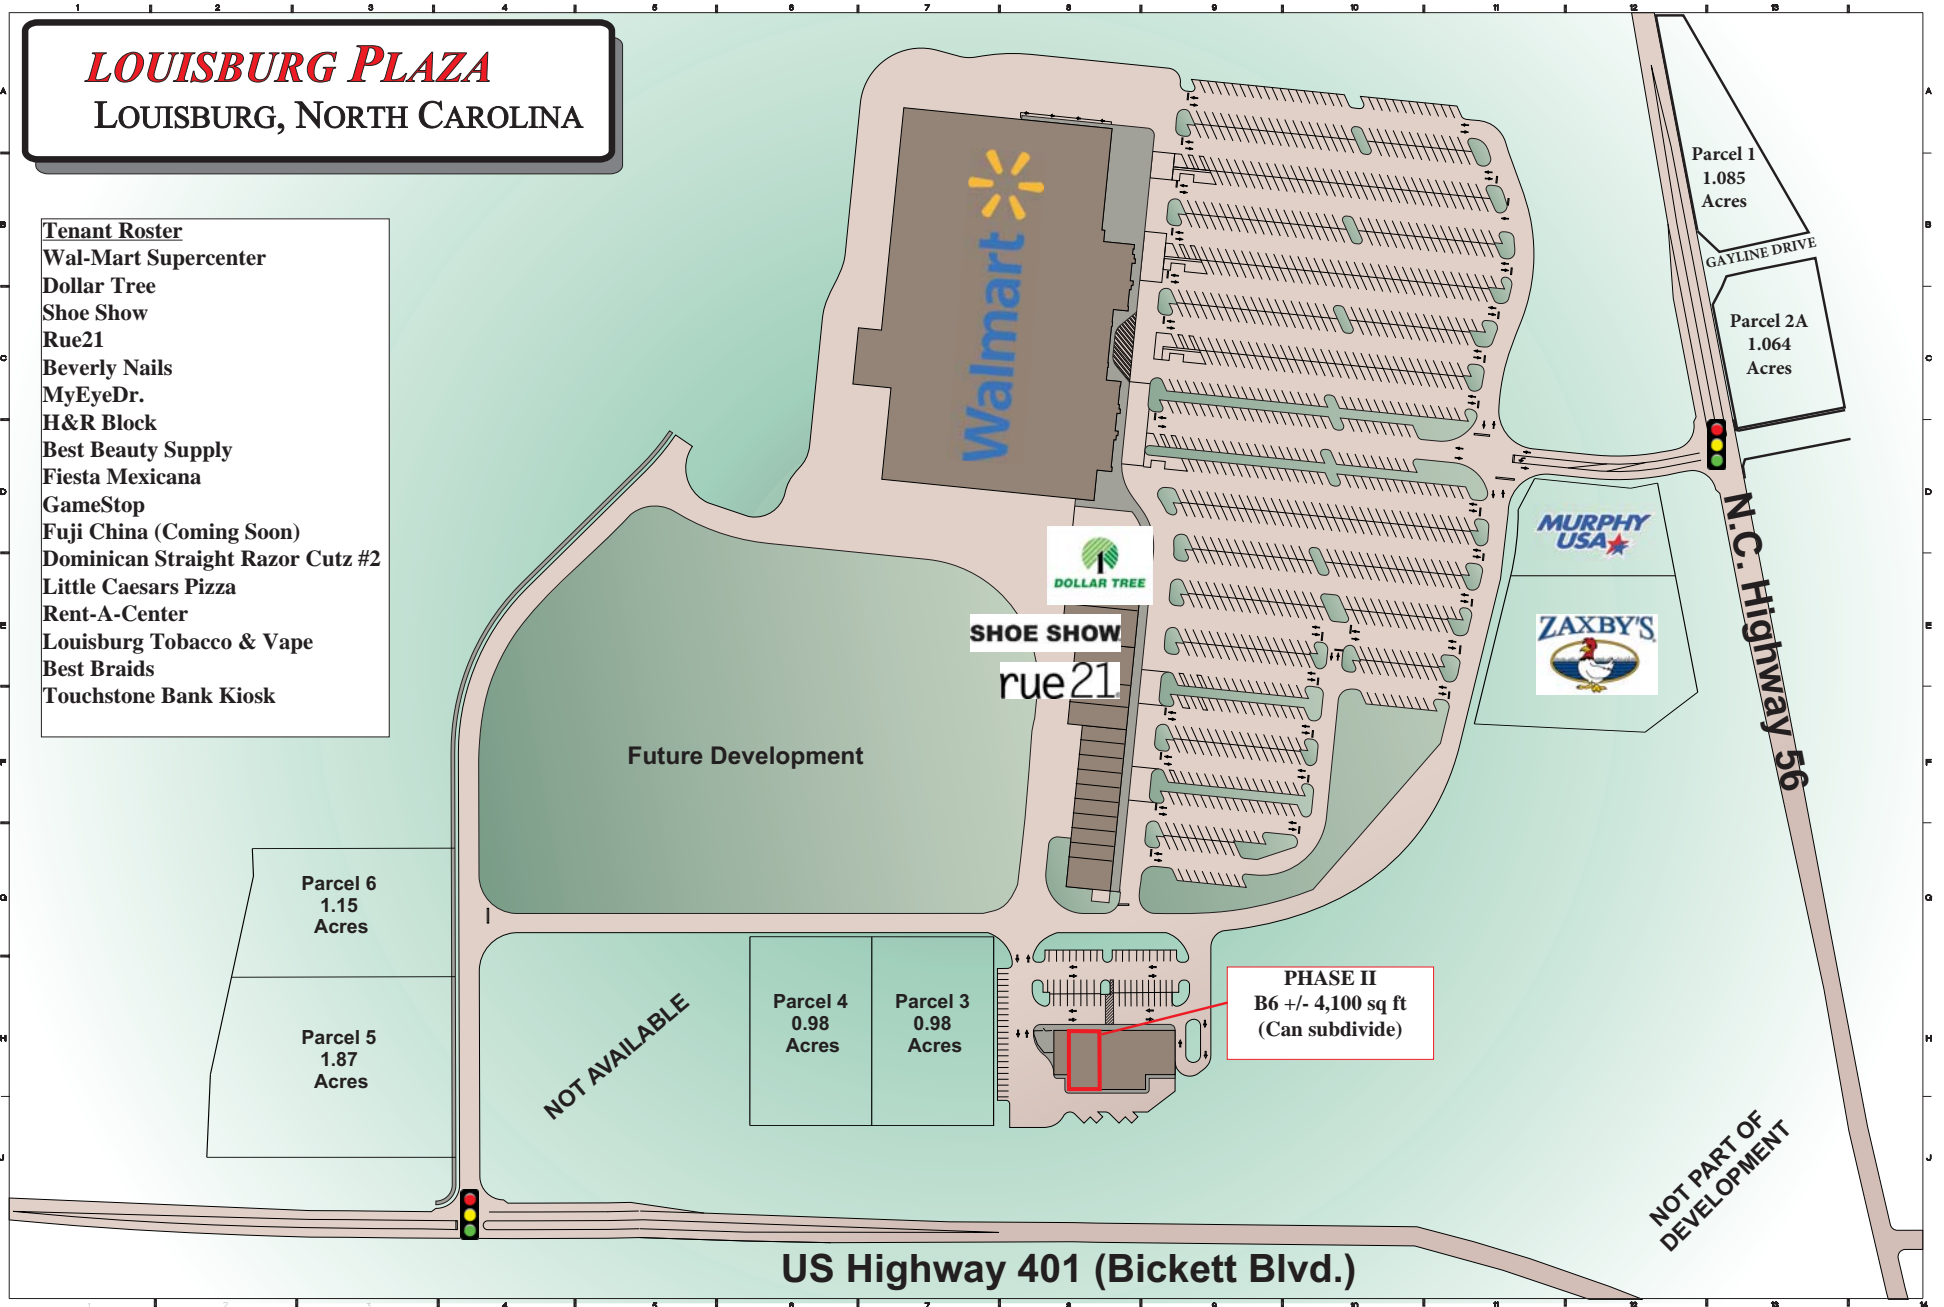 LOUISBURG PLAZA
LOUISBURG, NORTH CAROLINA
Tenant Roster
Wal-Mart Supercenter
Dollar Tree
Shoe Show
Rue21
Beverly Nails
MyEyeDr.
H&R Block
Best Beauty Supply
Fiesta Mexicana
GameStop
Fuji China (Coming Soon)
Dominican Straight Razor Cutz #2
Little Caesars Pizza
Rent-A-Center
Louisburg Tobacco & Vape
Best Braids
Touchstone Bank Kiosk
Walmart
DOLLAR TREE
SHOE SHOW
rue21
Future Development
Parcel 1
1.085
Acres
GAYLINE DRIVE
Parcel 2A
1.064
Acres
MURPHY
USA
ZAXBY'S
N.C. Highway 56
Parcel 6
1.15
Acres
Parcel 5
1.87
Acres
NOT AVAILABLE
Parcel 4
0.98
Acres
Parcel 3
0.98
Acres
PHASE II
B6 +/- 4,100 sq ft
(Can subdivide)
NOT PART OF
DEVELOPMENT
US Highway 401 (Bickett Blvd.)